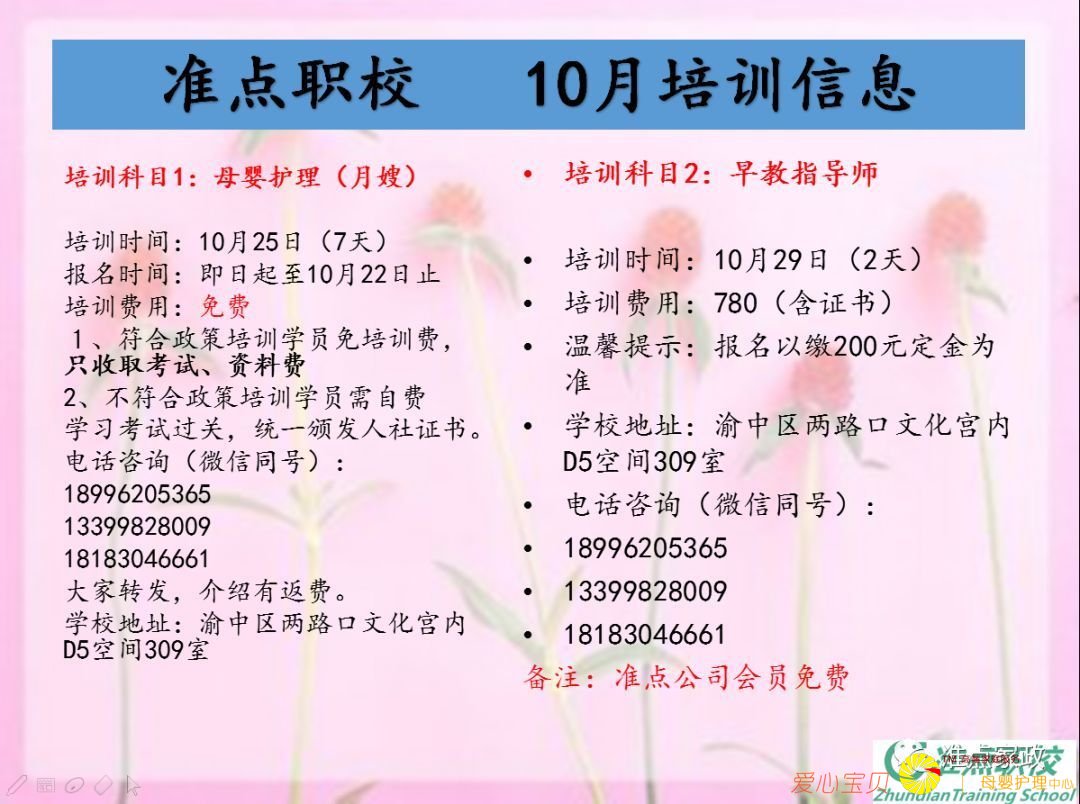 准点职校 10月培训信息
培训科目1：母婴护理（月嫂）
培训时间：10月25日（7天）
报名时间：即日起至10月22日止
培训费用：免费
1、符合政策培训学员免培训费，
只收取考试、资料费
2、不符合政策培训学员需自费
学习考试过关，统一颁发人社证书。
电话咨询（微信同号）：
18996205365
13399828009
18183046661
大家转发，介绍有返费。
学校地址：渝中区两路口文化宫内
D5空间309室
• 培训科目2：早教指导师
• 培训时间：10月29日（2天）
• 培训费用：780（含证书）
• 温馨提示：报名以缴200元定金为
准
• 学校地址：渝中区两路口文化宫内
D5空间309室
• 电话咨询（微信同号）：
• 18996205365
• 13399828009
• 18183046661
备注：准点公司会员免费
准点职校
准点家政
爱心宝贝
母婴护理中心
ZhundianTraining School